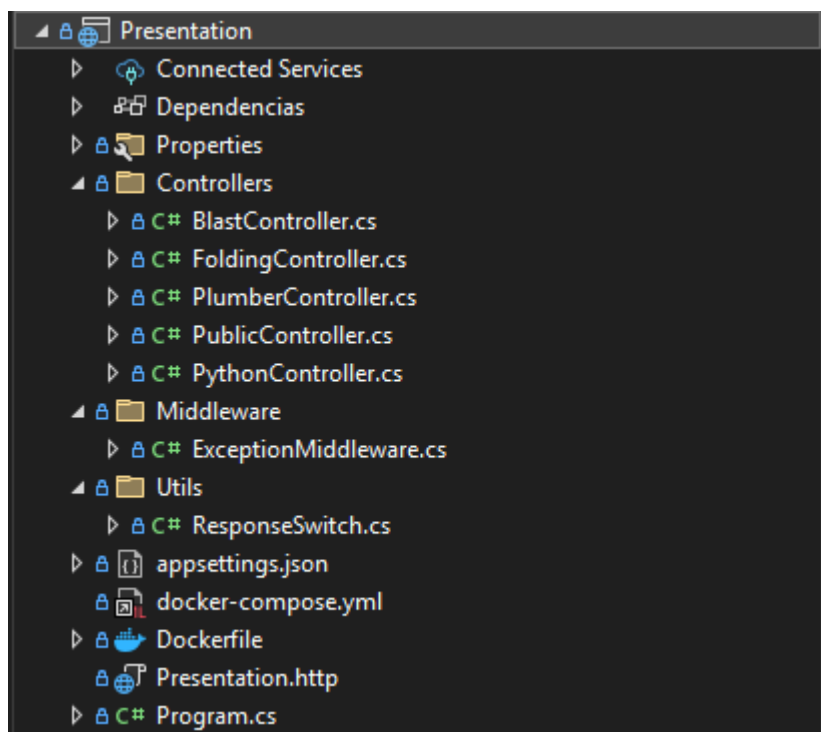 Presentation
Connected Services
Dependencias
Properties
Controllers
C# BlastController.cs
C# FoldingController.cs
C# PlumberController.cs
C# PublicController.cs
C# PythonController.cs
Middleware
C# ExceptionMiddleware.cs
Utils
C# ResponseSwitch.cs
appsettings.json
docker-compose.yml
Dockerfile
Presentation.http
C# Program.cs